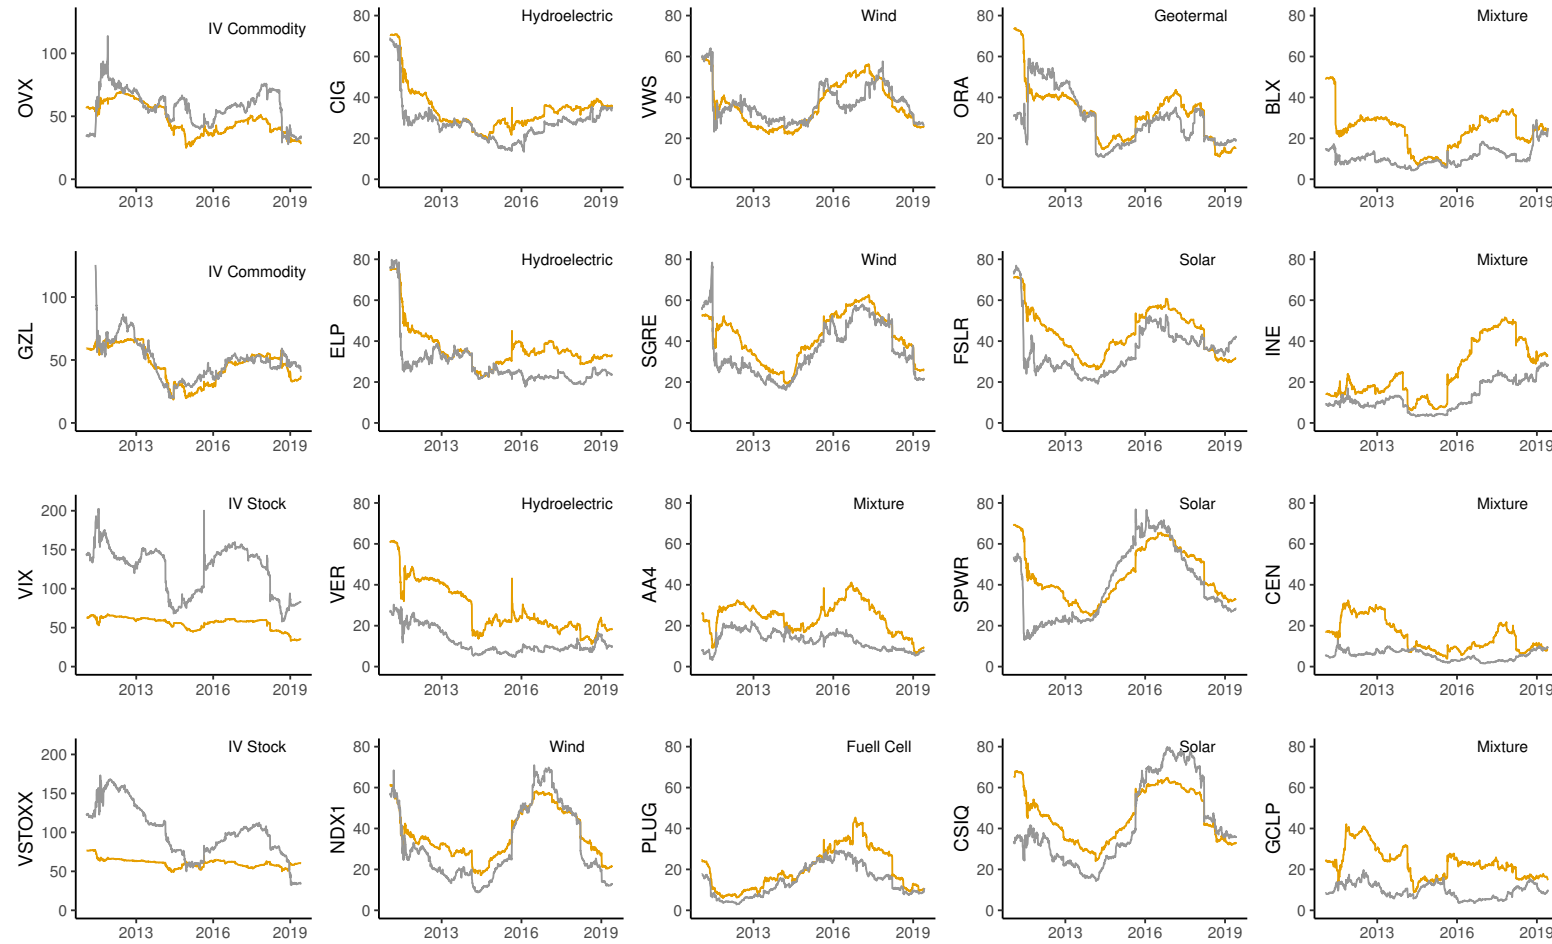 IV Commodity
OVX
100
50
0
2013 2016 2019
Hydroelectric
CIG
80
60
40
20
0
2013 2016 2019
Wind
VWS
80
60
40
20
0
2013 2016 2019
Geotermal
ORA
80
60
40
20
0
2013 2016 2019
Mixture
BLX
80
60
40
20
0
2013 2016 2019
IV Commodity
GZL
100
50
0
2013 2016 2019
Hydroelectric
ELP
80
60
40
20
0
2013 2016 2019
Wind
SGRE
80
60
40
20
0
2013 2016 2019
Solar
FSLR
80
60
40
20
0
2013 2016 2019
Mixture
INE
80
60
40
20
0
2013 2016 2019
IV Stock
VIX
200
150
100
50
0
2013 2016 2019
Hydroelectric
VER
80
60
40
20
0
2013 2016 2019
Mixture
AA4
80
60
40
20
0
2013 2016 2019
Solar
SPWR
80
60
40
20
0
2013 2016 2019
Mixture
CEN
80
60
40
20
0
2013 2016 2019
IV Stock
VSTOXX
200
150
100
50
0
2013 2016 2019
Wind
NDX1
80
60
40
20
0
2013 2016 2019
Fuell Cell
PLUG
80
60
40
20
0
2013 2016 2019
Solar
CSIQ
80
60
40
20
0
2013 2016 2019
Mixture
GCLP
80
60
40
20
0
2013 2016 2019